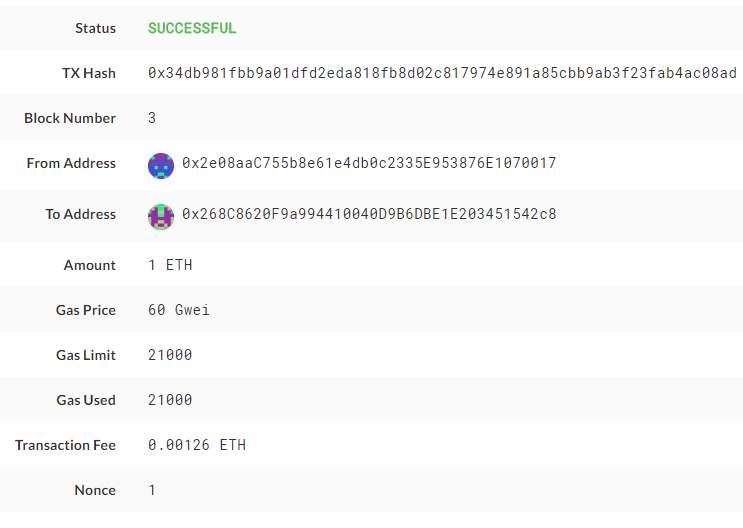 Status SUCCESSFUL
TX Hash 0x34db981fbb9a01dfd2eda818fb8d02c817974e891a85cbb9ab3f23fab4ac08ad
Block Number 3
From Address 0x2e08aaC755b8e61e4db0c2335E953876E1070017
To Address 0x268C8620F9a994410040D9B6DBE1E203451542c8
Amount 1 ETH
Gas Price 60 Gwei
Gas Limit 21000
Gas Used 21000
Transaction Fee 0.00126 ETH
Nonce 1